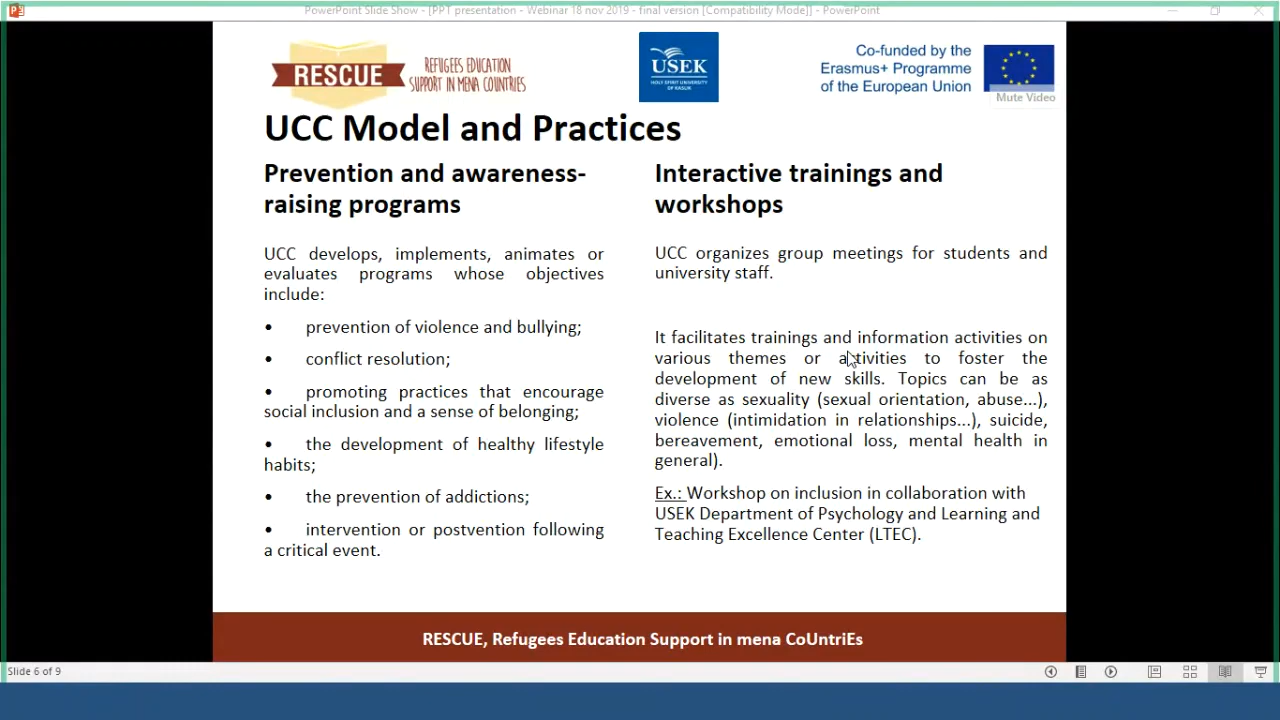 PowerPoint Slide Show - [PPT presentation - Webinar 18 nov 2019 - final version [Compatibility Mode]] - PowerPoint
RESCUE
REFUGEES EDUCATION
SUPPORT IN MENA COUNTRIES
USEK
HOLY SPIRIT UNIVERSITY
OF KASLIK
Co-funded by the
Erasmus+ Programme
of the European Union
Mute Video
UCC Model and Practices
Prevention and awareness-
raising programs
UCC develops, implements, animates or
evaluates programs whose objectives
include:
• prevention of violence and bullying;
• conflict resolution;
• promoting practices that encourage
social inclusion and a sense of belonging;
• the development of healthy lifestyle
habits;
• the prevention of addictions;
• intervention or postvention following
a critical event.
Interactive trainings and
workshops
UCC organizes group meetings for students and
university staff.
It facilitates trainings and information activities on
various themes or activities to foster the
development of new skills. Topics can be as
diverse as sexuality (sexual orientation, abuse...),
violence (intimidation in relationships...), suicide,
bereavement, emotional loss, mental health in
general).
Ex.: Workshop on inclusion in collaboration with
USEK Department of Psychology and Learning and
Teaching Excellence Center (LTEC).
RESCUE, Refugees Education Support in mena CoUntriEs
Slide 6 of 9